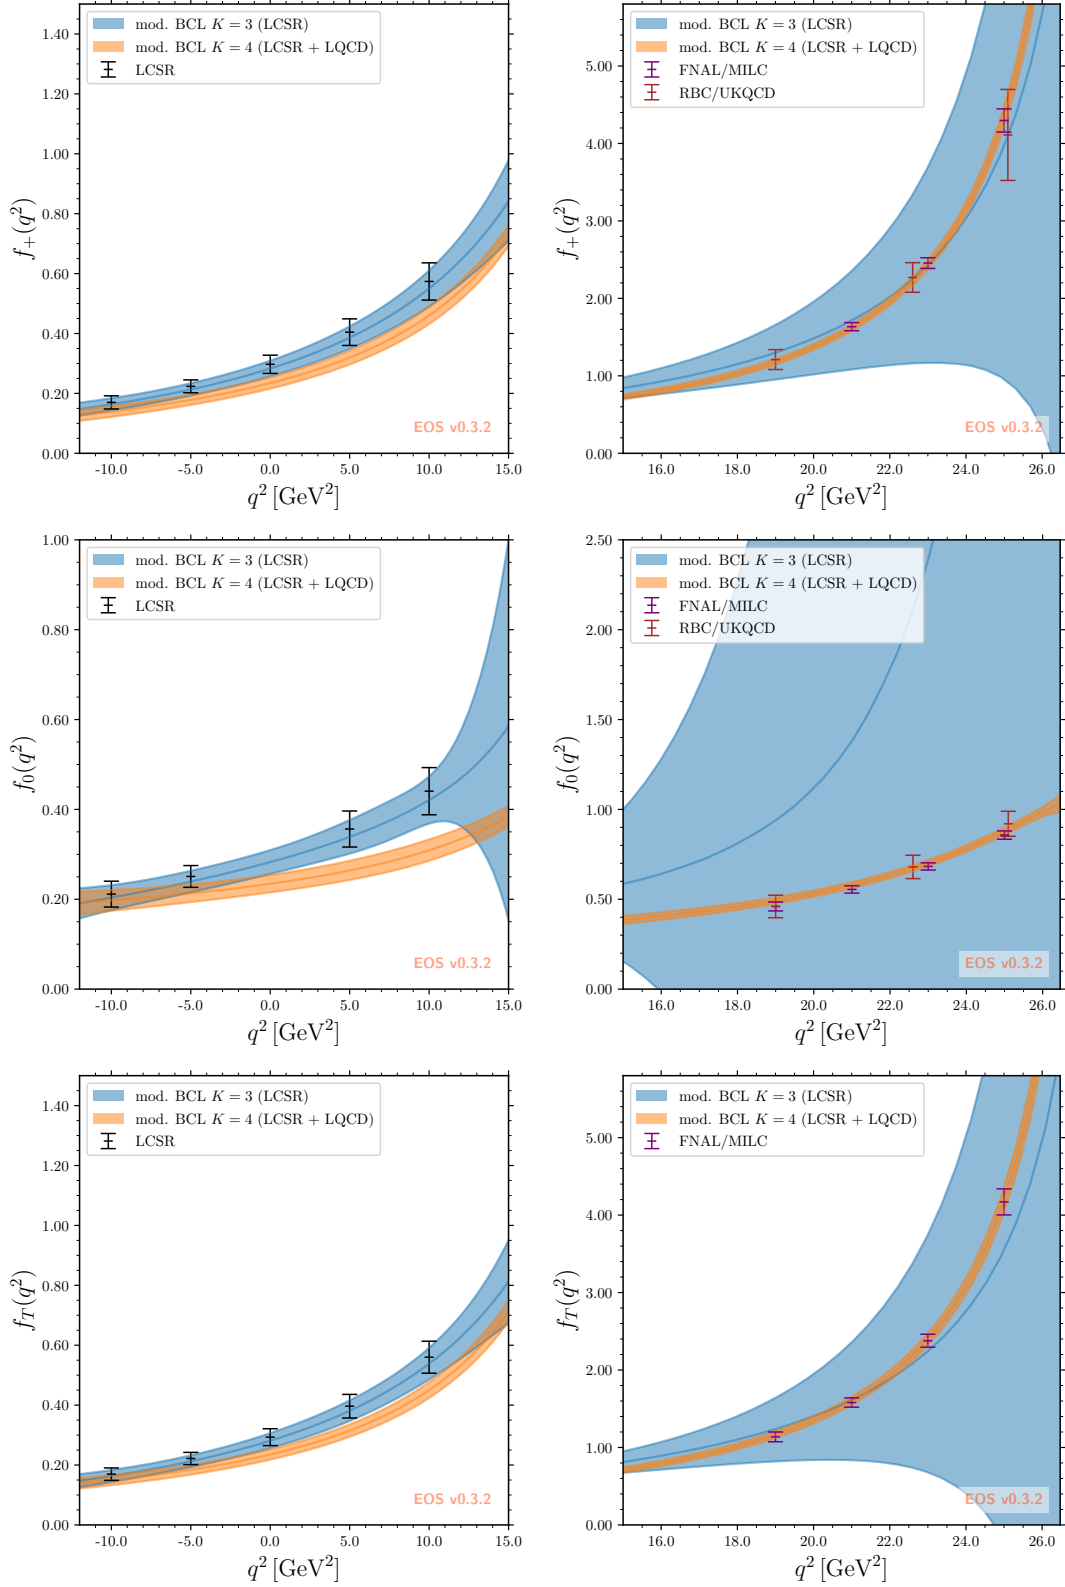 1.40
1.20
1.00
0.80
0.60
0.40
0.20
0.00
f₊(q²)
mod. BCL K = 3 (LCSR)
mod. BCL K = 4 (LCSR + LQCD)
LCSR
EOS v0.3.2
-10.0 -5.0 0.0 5.0 10.0 15.0
q² [GeV²]
5.00
4.00
3.00
2.00
1.00
0.00
f₊(q²)
mod. BCL K = 3 (LCSR)
mod. BCL K = 4 (LCSR + LQCD)
FNAL/MILC
RBC/UKQCD
EOS v0.3.2
16.0 18.0 20.0 22.0 24.0 26.0
q² [GeV²]
1.00
0.80
0.60
0.40
0.20
0.00
f₀(q²)
mod. BCL K = 3 (LCSR)
mod. BCL K = 4 (LCSR + LQCD)
LCSR
EOS v0.3.2
-10.0 -5.0 0.0 5.0 10.0 15.0
q² [GeV²]
2.50
2.00
1.50
1.00
0.50
0.00
f₀(q²)
mod. BCL K = 3 (LCSR)
mod. BCL K = 4 (LCSR + LQCD)
FNAL/MILC
RBC/UKQCD
EOS v0.3.2
16.0 18.0 20.0 22.0 24.0 26.0
q² [GeV²]
1.40
1.20
1.00
0.80
0.60
0.40
0.20
0.00
f_T(q²)
mod. BCL K = 3 (LCSR)
mod. BCL K = 4 (LCSR + LQCD)
LCSR
EOS v0.3.2
-10.0 -5.0 0.0 5.0 10.0 15.0
q² [GeV²]
5.00
4.00
3.00
2.00
1.00
0.00
f_T(q²)
mod. BCL K = 3 (LCSR)
mod. BCL K = 4 (LCSR + LQCD)
FNAL/MILC
EOS v0.3.2
16.0 18.0 20.0 22.0 24.0 26.0
q² [GeV²]